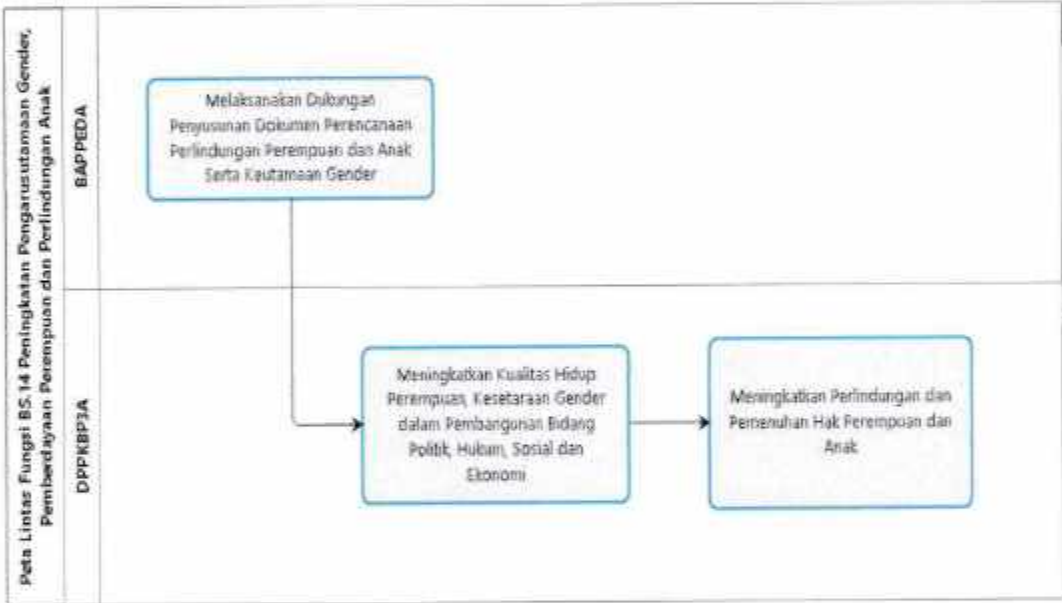 Peta Lintas Fungsi BS.14 Peningkatan Pengarusutamaan Gender,
Pemberdayaan Perempuan dan Perlindungan Anak
BAPPEDA
Melaksanakan Dukungan
Penyusunan Dokumen Perencanaan
Perlindungan Perempuan dan Anak
Serta Keutamaan Gender
DPPKBP3A
Meningkatkan Kualitas Hidup
Perempuan, Kesetaraan Gender
dalam Pembangunan Bidang
Politik, Hukum, Sosial dan
Ekonomi
Meningkatkan Perlindungan dan
Pemenuhan Hak Perempuan dan
Anak